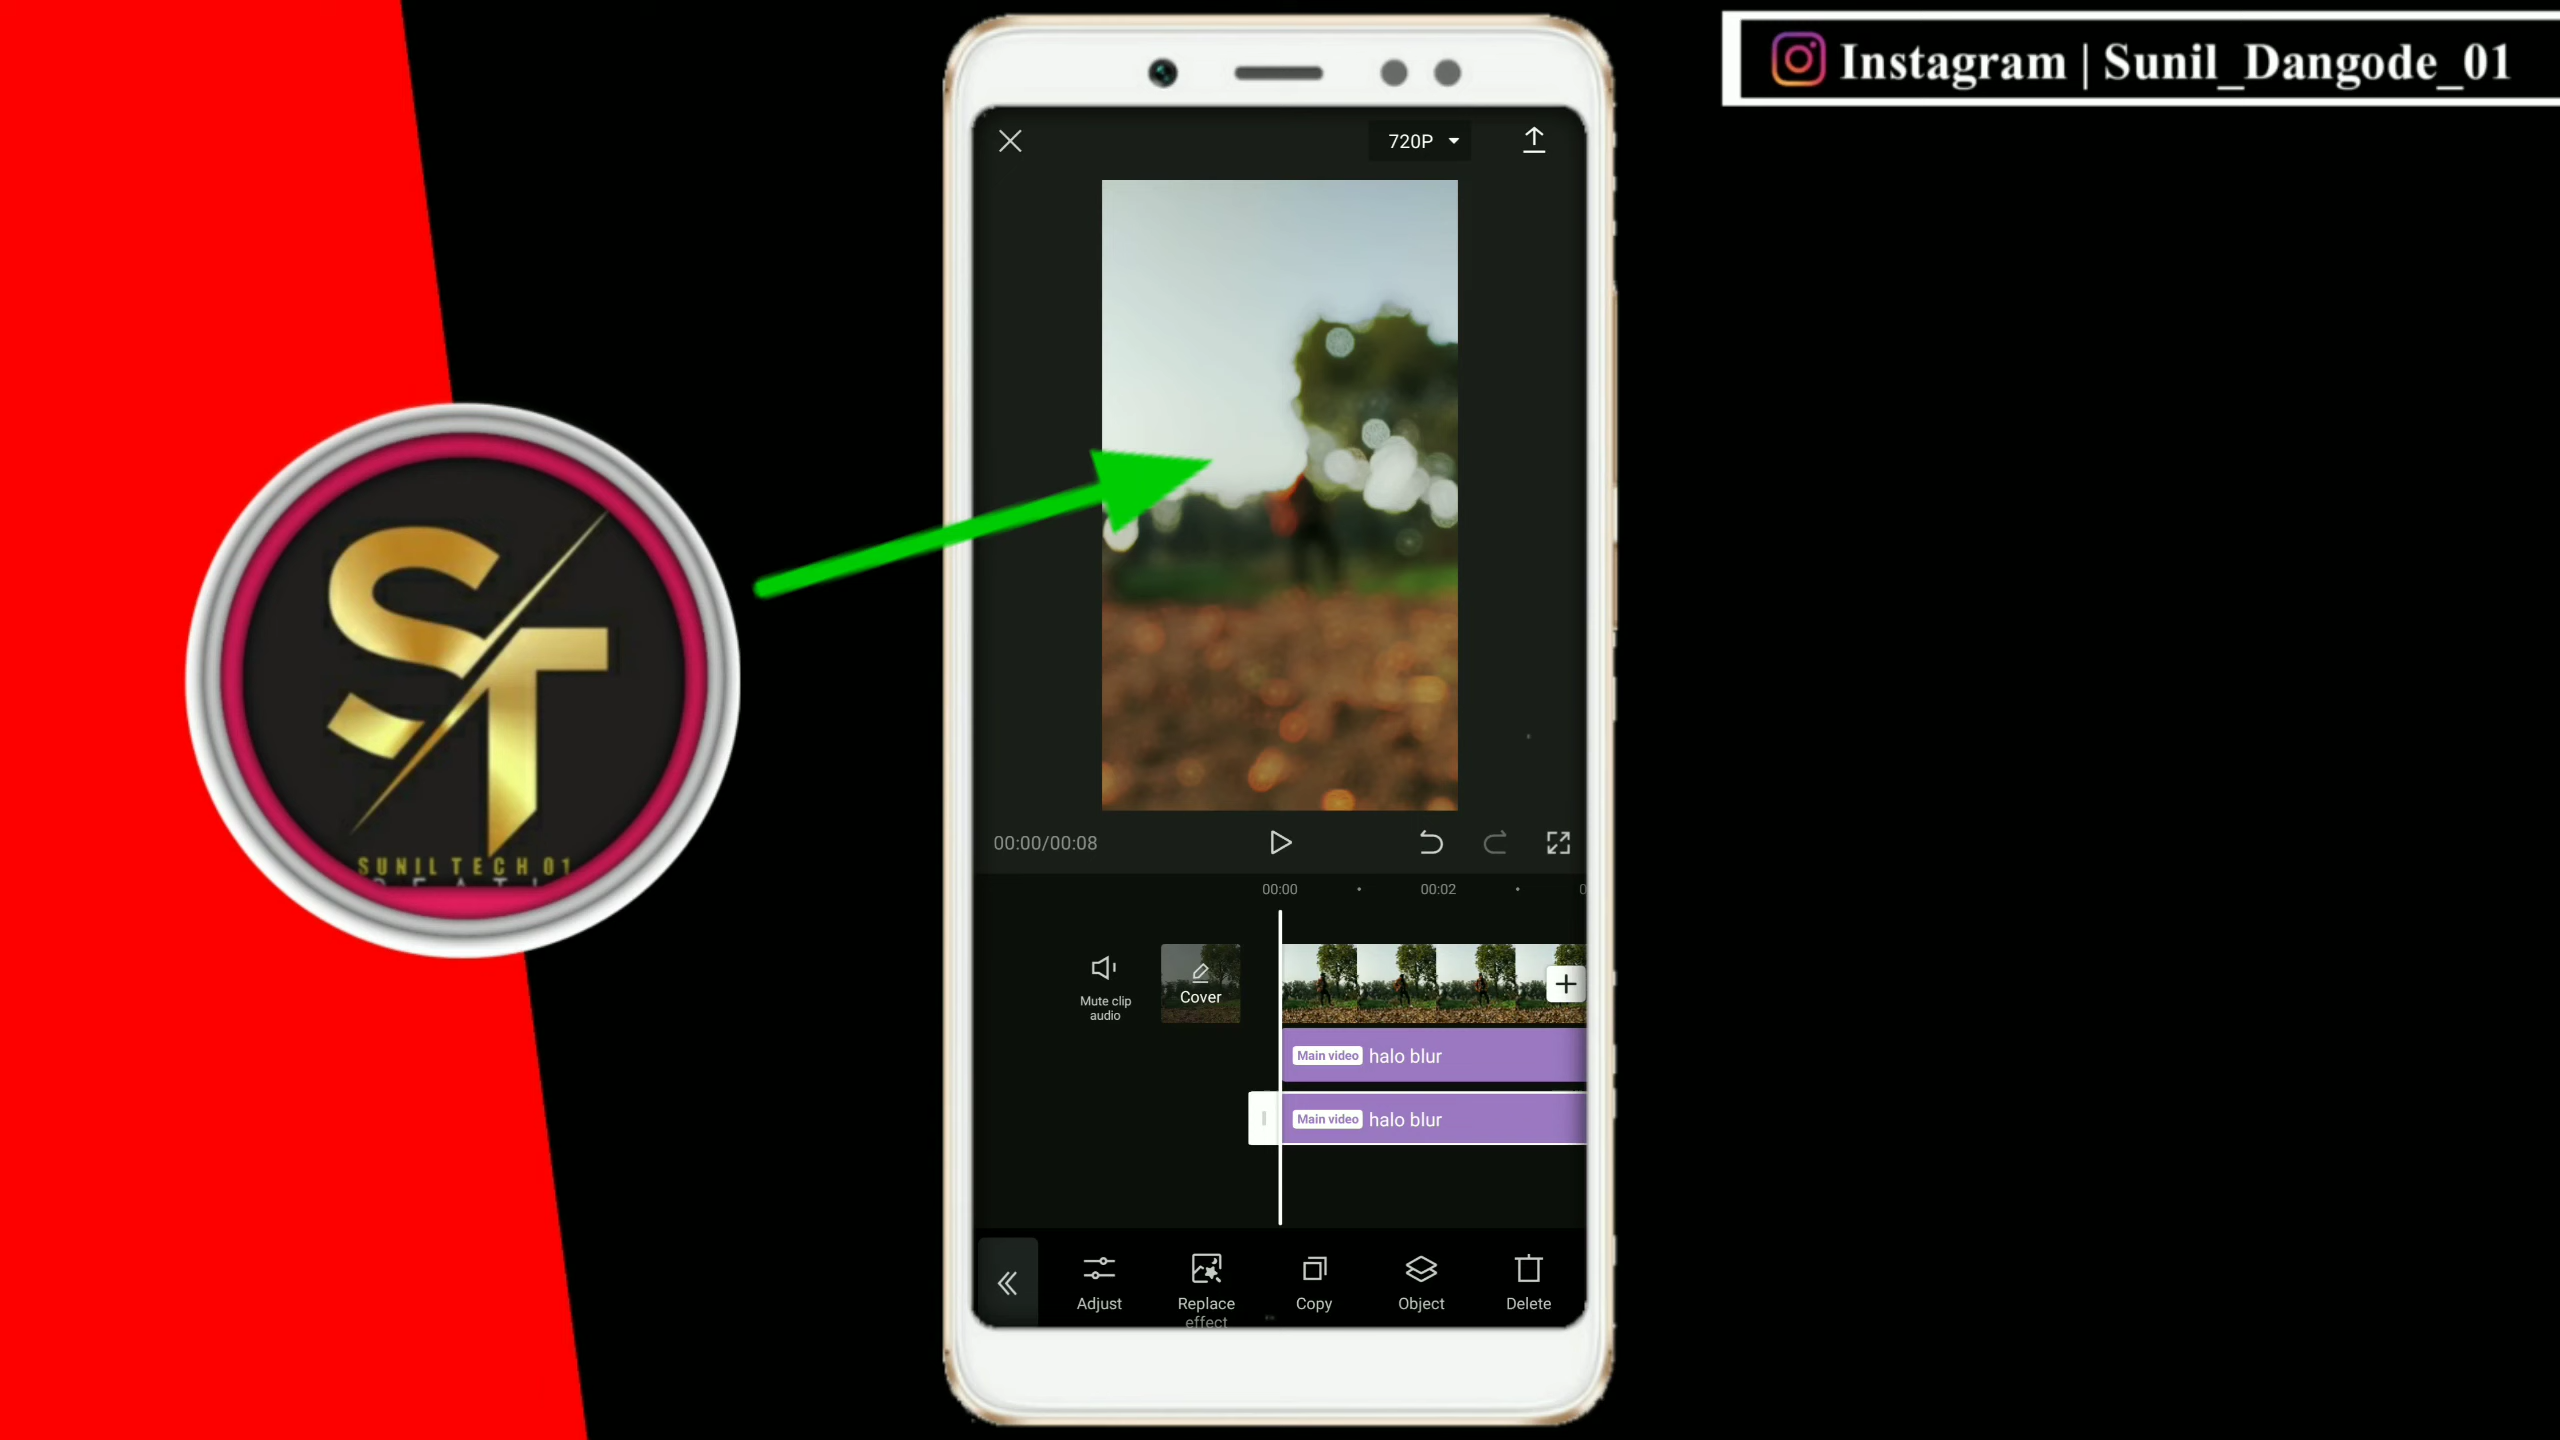 Instagram | Sunil_Dangode_01
720P
ST
SUNIL TECH 01
00:00/00:08
00:00
00:02
Mute clip
audio
Cover
Main video halo blur
Main video halo blur
Adjust
Replace
effect
Copy
Object
Delete